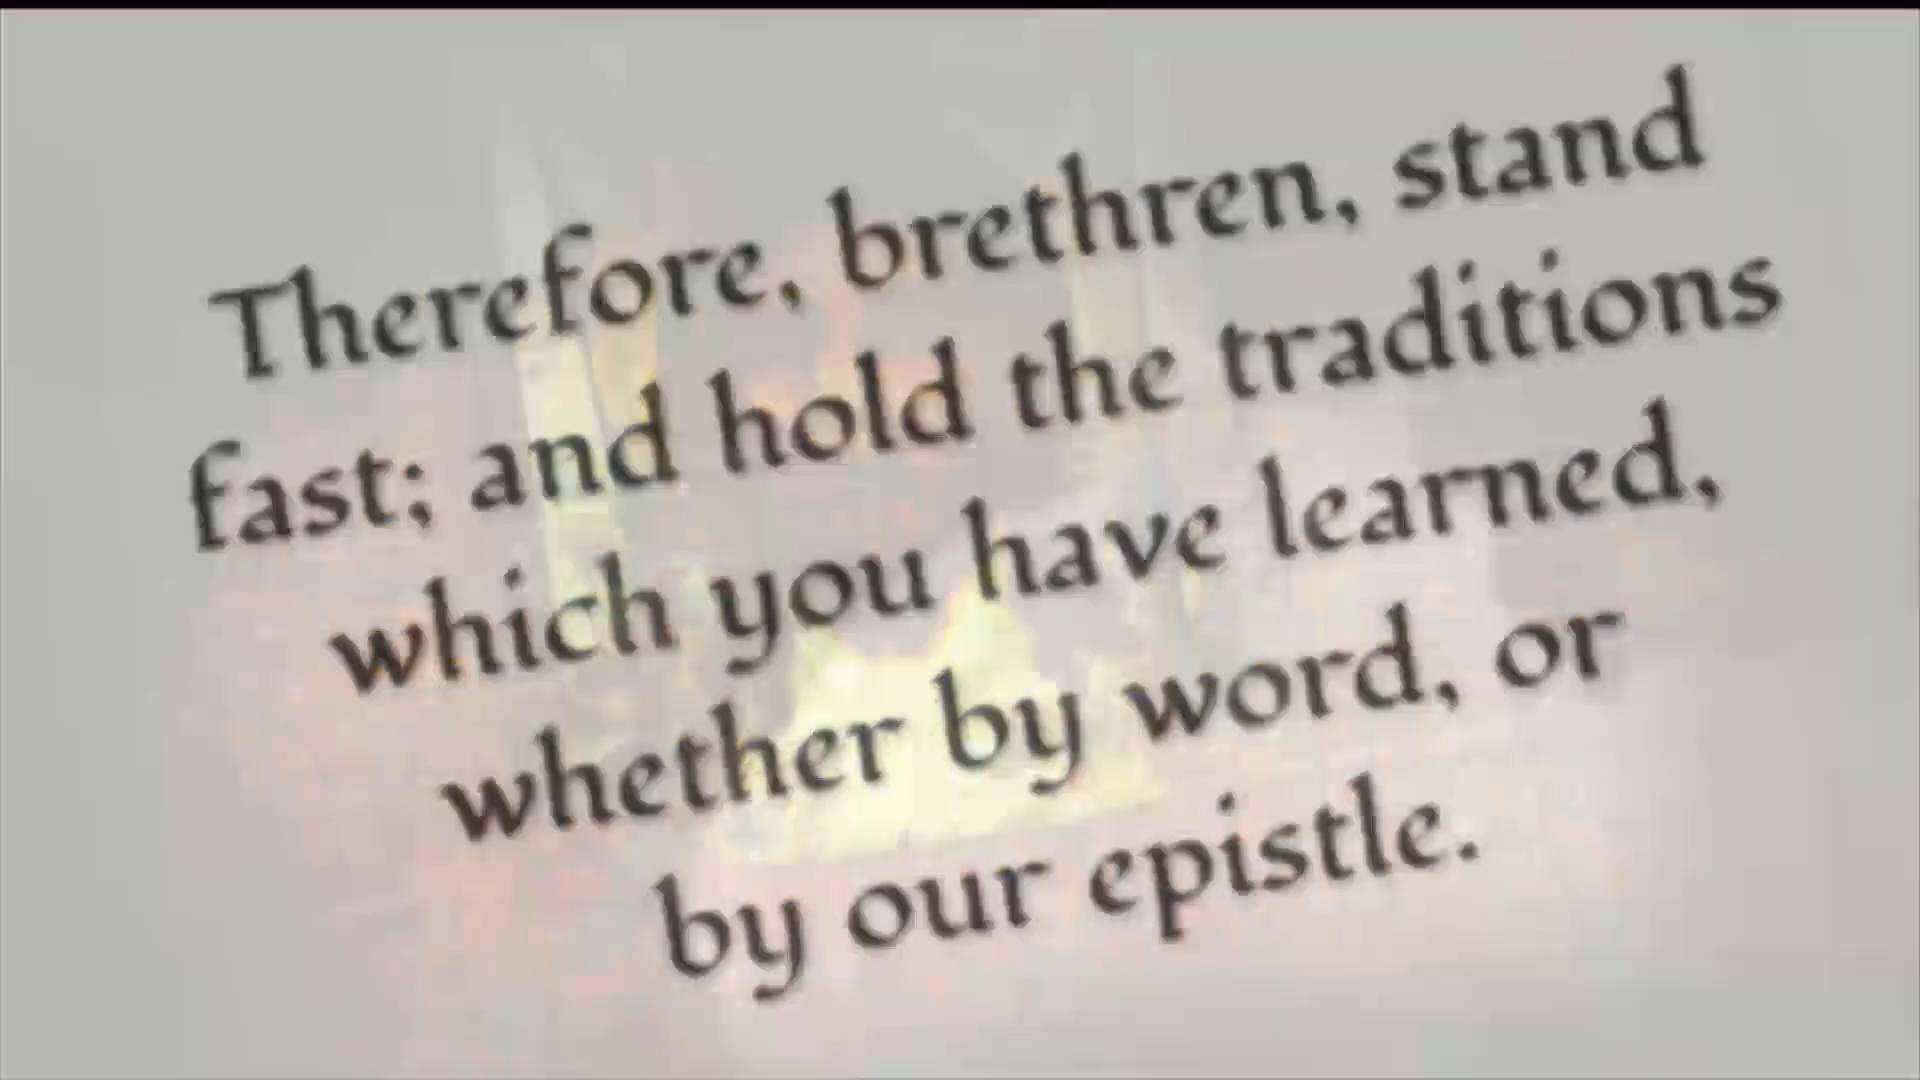 Therefore, brethren, stand
fast; and hold the traditions
which you have learned,
whether by word, or
by our epistle.